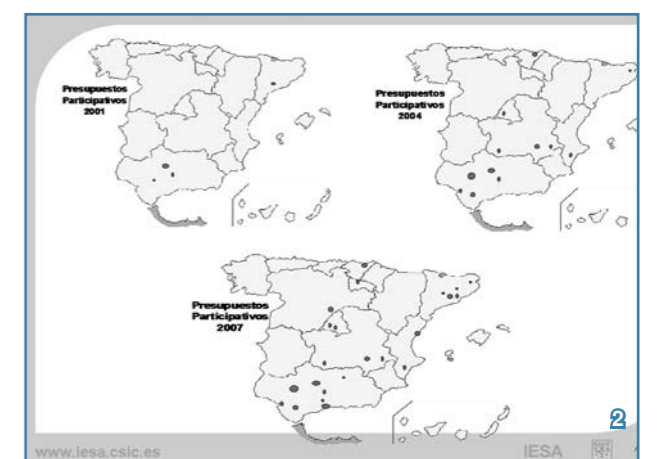 Presupuestos
Participativos
2001
Presupuestos
Participativos
2004
Presupuestos
Participativos
2007
2
www.iesa.csic.es
IESA